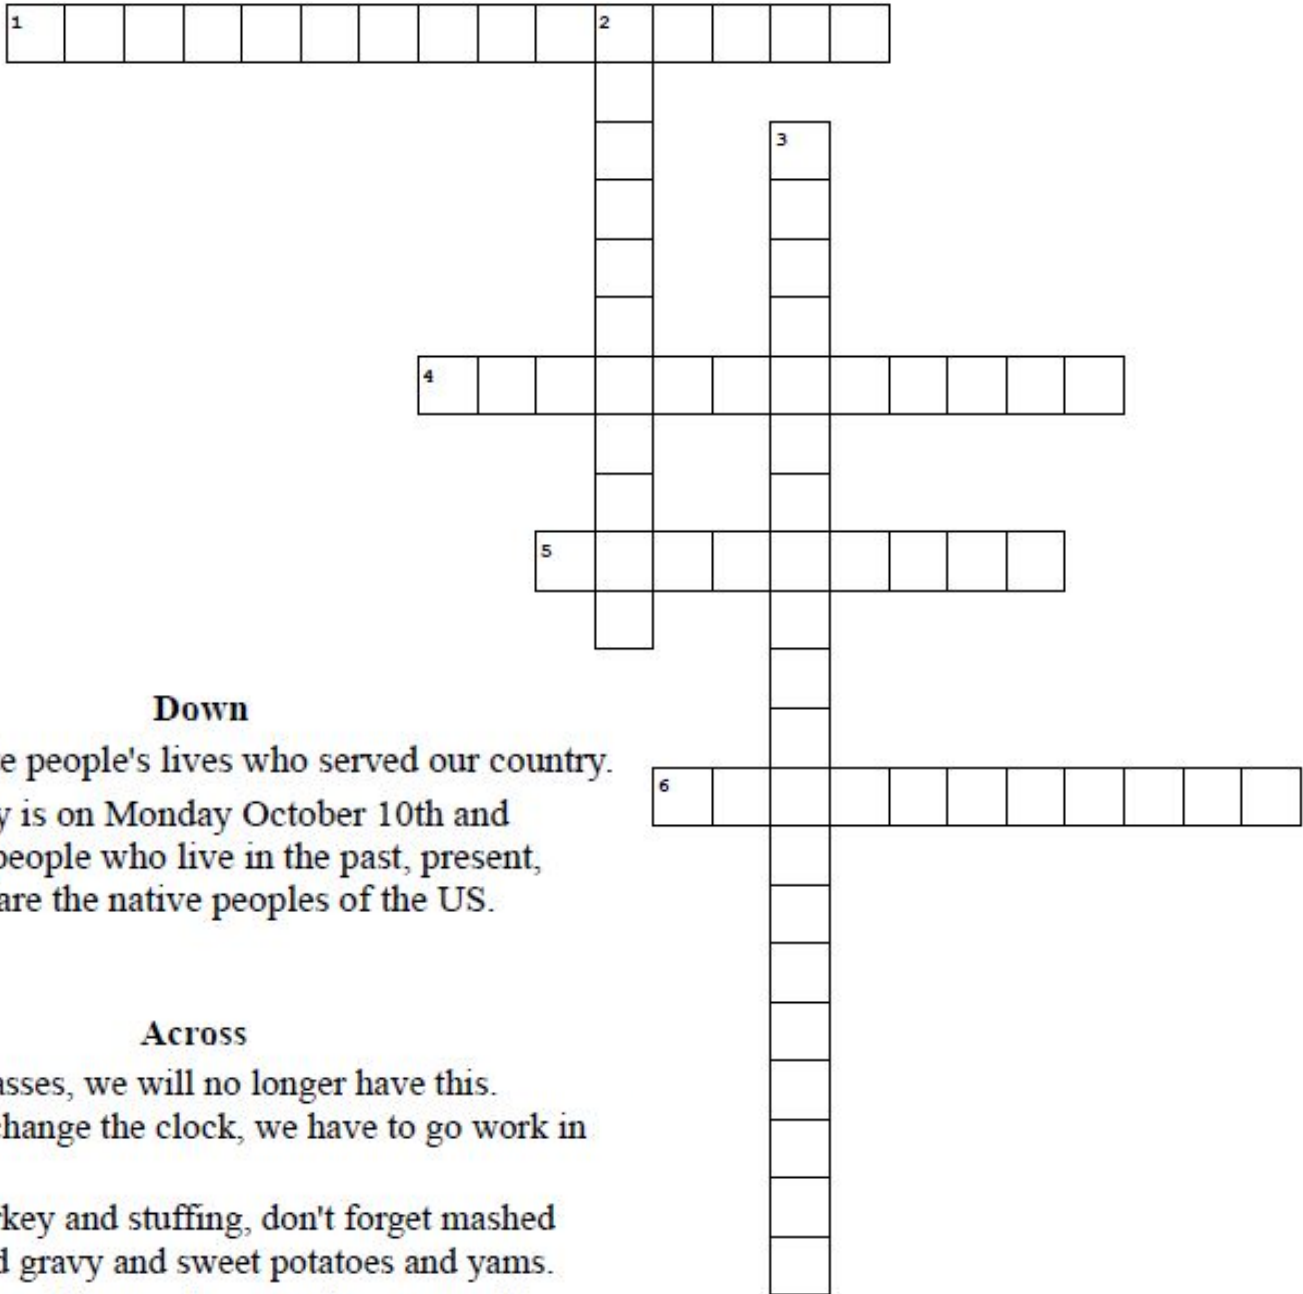 1
2
3
4
5
6
Down
e people's lives who served our country.
y is on Monday October 10th and
people who live in the past, present,
are the native peoples of the US.
Across
asses, we will no longer have this.
change the clock, we have to go work in
rkey and stuffing, don't forget mashed
d gravy and sweet potatoes and yams.